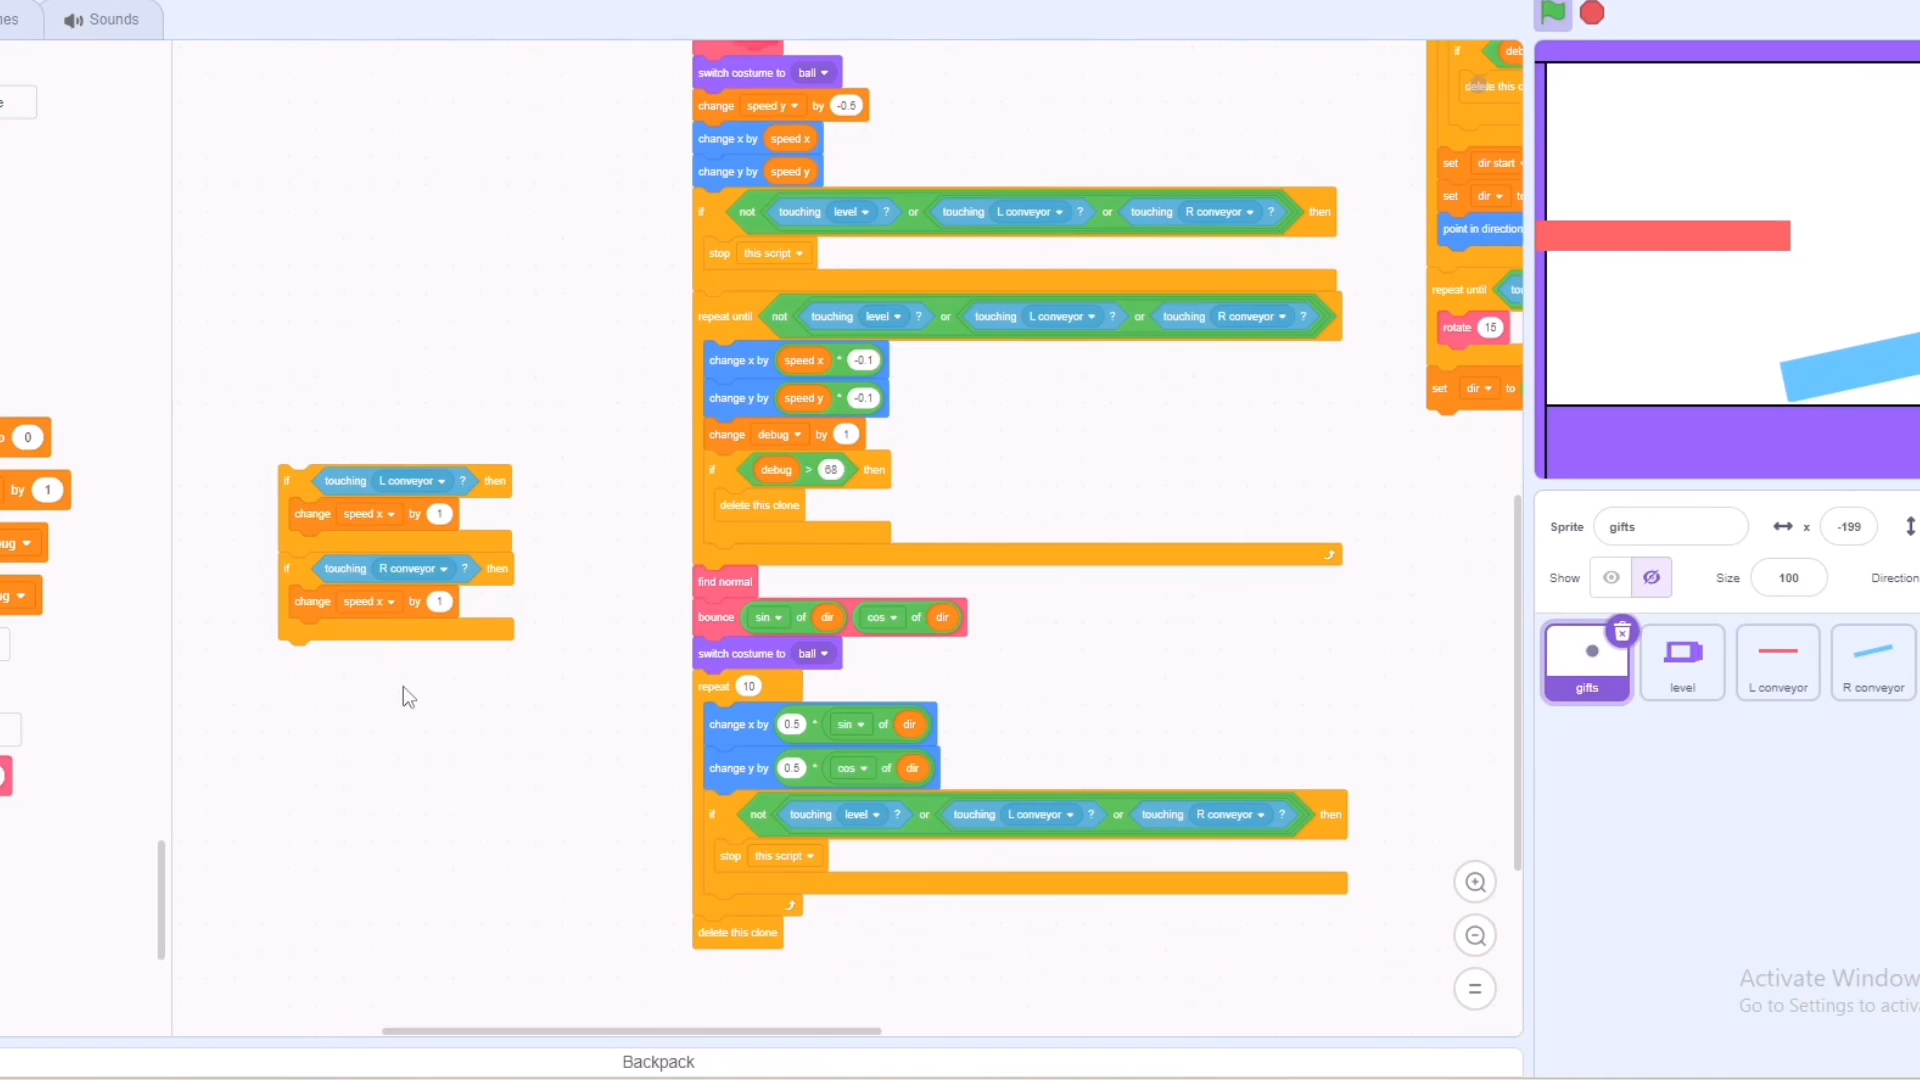 Sounds
switch costume to ball
change speed y by -0.5
change x by speed x
change y by speed y
if not touching level ? or touching L conveyor ? or touching R conveyor ? then
stop this script
repeat until not touching level ? or touching L conveyor ? or touching R conveyor ?
change x by speed x * -0.1
change y by speed y * -0.1
change debug by 1
if debug > 68 then
delete this clone
find normal
bounce sin of dir cos of dir
switch costume to ball
repeat 10
change x by 0.5 * sin of dir
change y by 0.5 * cos of dir
if not touching level ? or touching L conveyor ? or touching R conveyor ? then
stop this script
delete this clone
0
by 1
if touching L conveyor ? then
change speed x by 1
if touching R conveyor ? then
change speed x by 1
if
delete this
set dir start
set dir
point in direction
repeat until
rotate 15
set dir to
Sprite gifts x -199
Show Size 100 Direction
gifts level L conveyor R conveyor
Activate Window
Go to Settings to activ
Backpack